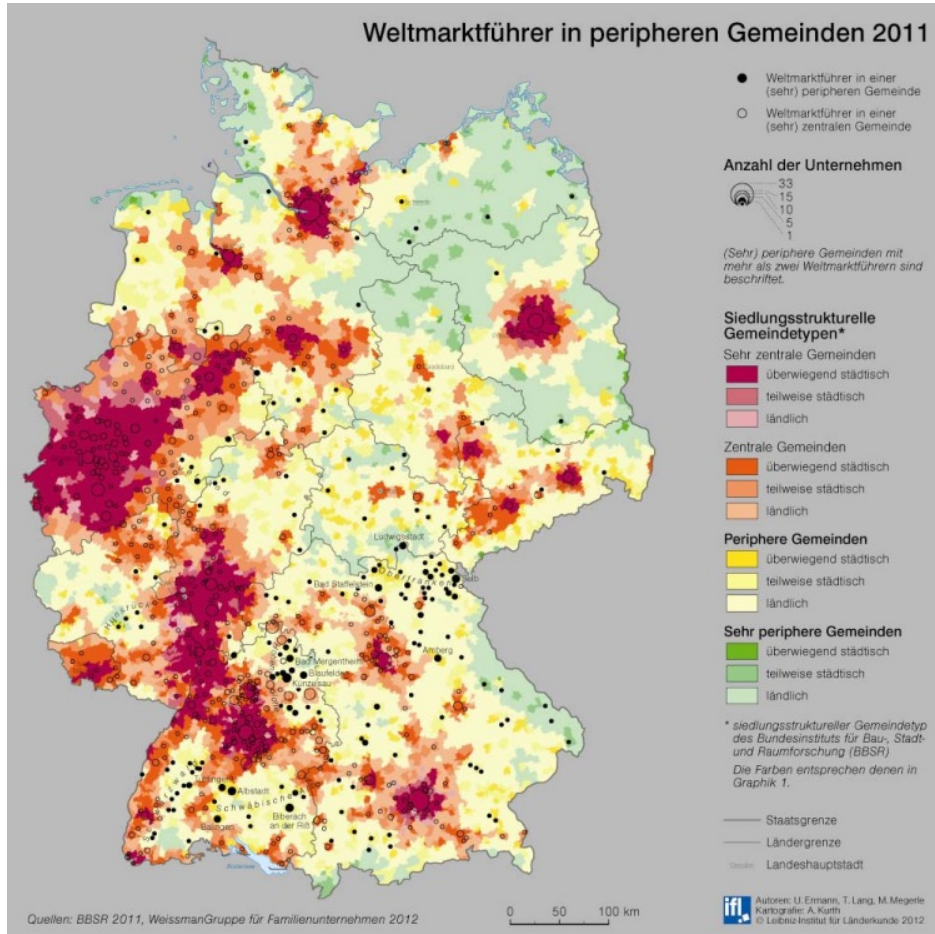 Weltmarktführer in peripheren Gemeinden 2011
Weltmarktführer in einer
(sehr) peripheren Gemeinde
Weltmarktführer in einer
(sehr) zentralen Gemeinde
Anzahl der Unternehmen
33
15
10
5
1
(Sehr) periphere Gemeinden mit
mehr als zwei Weltmarktführern sind
beschriftet.
Siedlungsstrukturelle
Gemeindetypen*
Sehr zentrale Gemeinden
überwiegend städtisch
teilweise städtisch
ländlich
Zentrale Gemeinden
überwiegend städtisch
teilweise städtisch
ländlich
Periphere Gemeinden
überwiegend städtisch
teilweise städtisch
ländlich
Sehr periphere Gemeinden
überwiegend städtisch
teilweise städtisch
ländlich
* siedlungsstruktureller Gemeindetyp
des Bundesinstituts für Bau-, Stadt-
und Raumforschung (BBSR)
Die Farben entsprechen denen in
Graphik 1.
Staatsgrenze
Ländergrenze
Dresden Landeshauptstadt
Ludwigsstadt
Oberfranken
Selb
Bad Staffelstein
Hunsrück
Amberg
Bad Mergentheim
Blaufelden
Künzelsau
Tuttlingen
Albstadt
Schwäbische
Biberach
an der Riß
Balingen
Bodensee
Quellen: BBSR 2011, WeissmanGruppe für Familienunternehmen 2012
0 50 100 km
ifl
Autoren: U. Ermann, T. Lang, M. Megerle
Kartografie: A. Kurth
© Leibniz-Institut für Länderkunde 2012